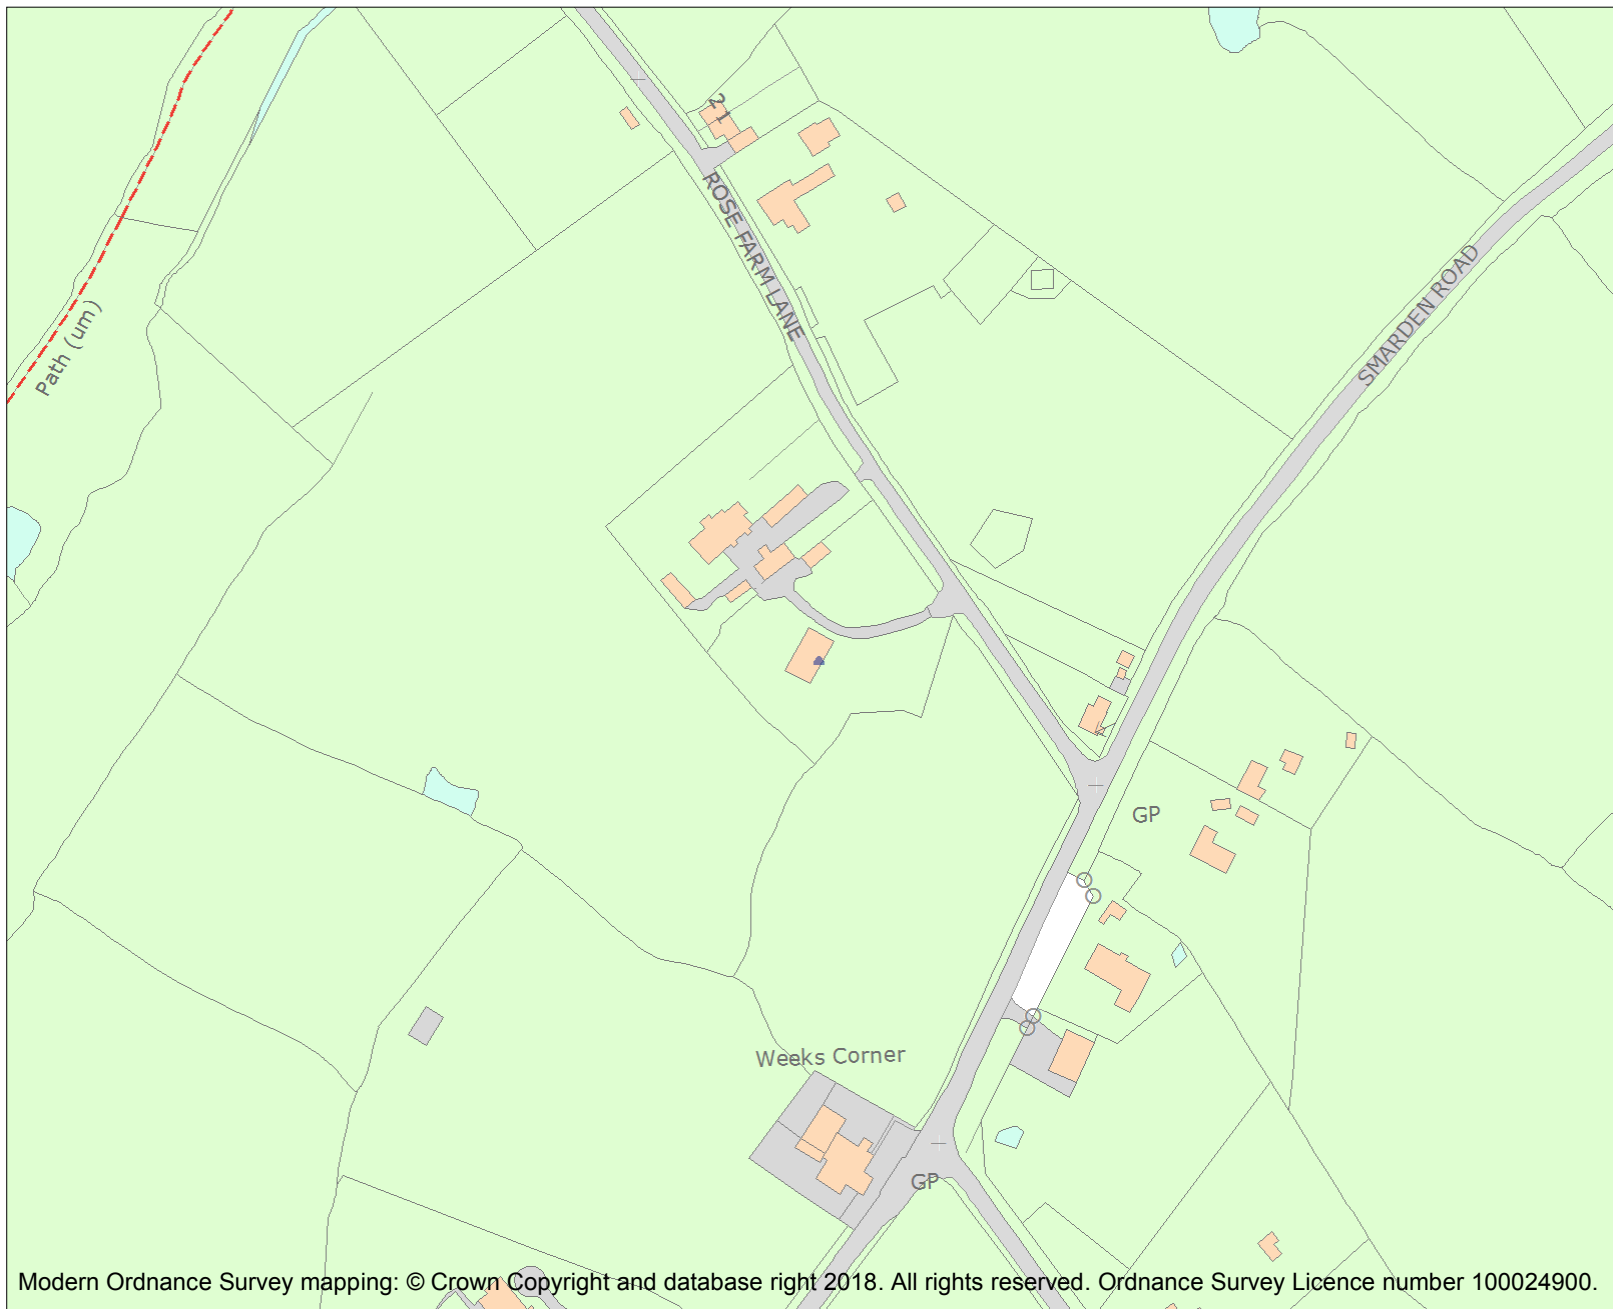 21
ROSE FARM LANE
SMARDEN ROAD
Path (um)
GP
Weeks Corner
GP
Modern Ordnance Survey mapping: © Crown Copyright and database right 2018. All rights reserved. Ordnance Survey Licence number 100024900.